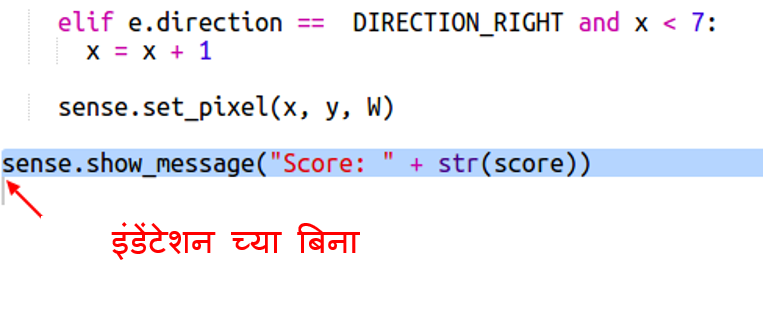 elif e.direction ==  DIRECTION_RIGHT and x < 7:
x = x + 1
sense.set_pixel(x, y, W)
sense.show_message("Score: " + str(score))
इंडेंटेशन च्या बिना